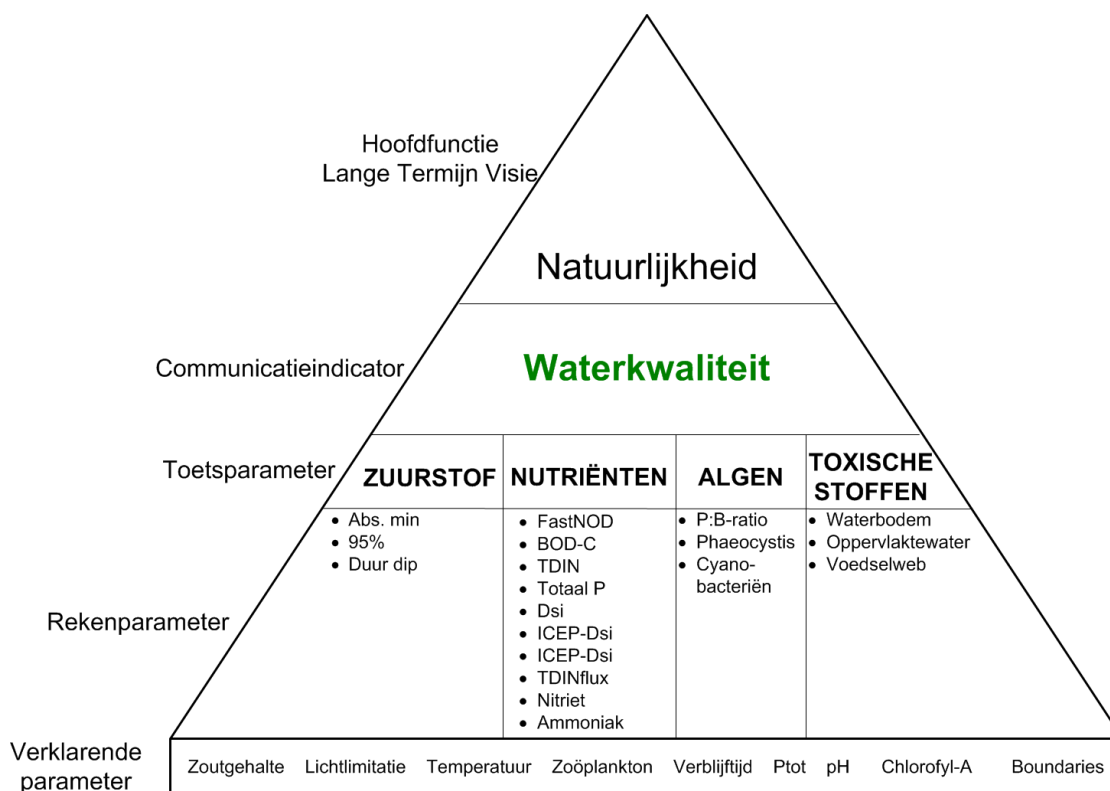 Hoofdfunctie
Lange Termijn Visie
Natuurlijkheid
Communicatieindicator
Waterkwaliteit
Toetsparameter
ZUURSTOF
NUTRIËNTEN
ALGEN
TOXISCHE
STOFFEN
Rekenparameter
• Abs. min
• 95%
• Duur dip
• FastNOD
• BOD-C
• TDIN
• Totaal P
• Dsi
• ICEP-Dsi
• ICEP-Dsi
• TDINflux
• Nitriet
• Ammoniak
• P:B-ratio
• Phaeocystis
• Cyano-
bacteriën
• Waterbodem
• Oppervlaktewater
• Voedselweb
Verklarende
parameter
Zoutgehalte Lichtlimitatie Temperatuur Zoöplankton Verblijftijd Ptot pH Chlorofyl-A Boundaries